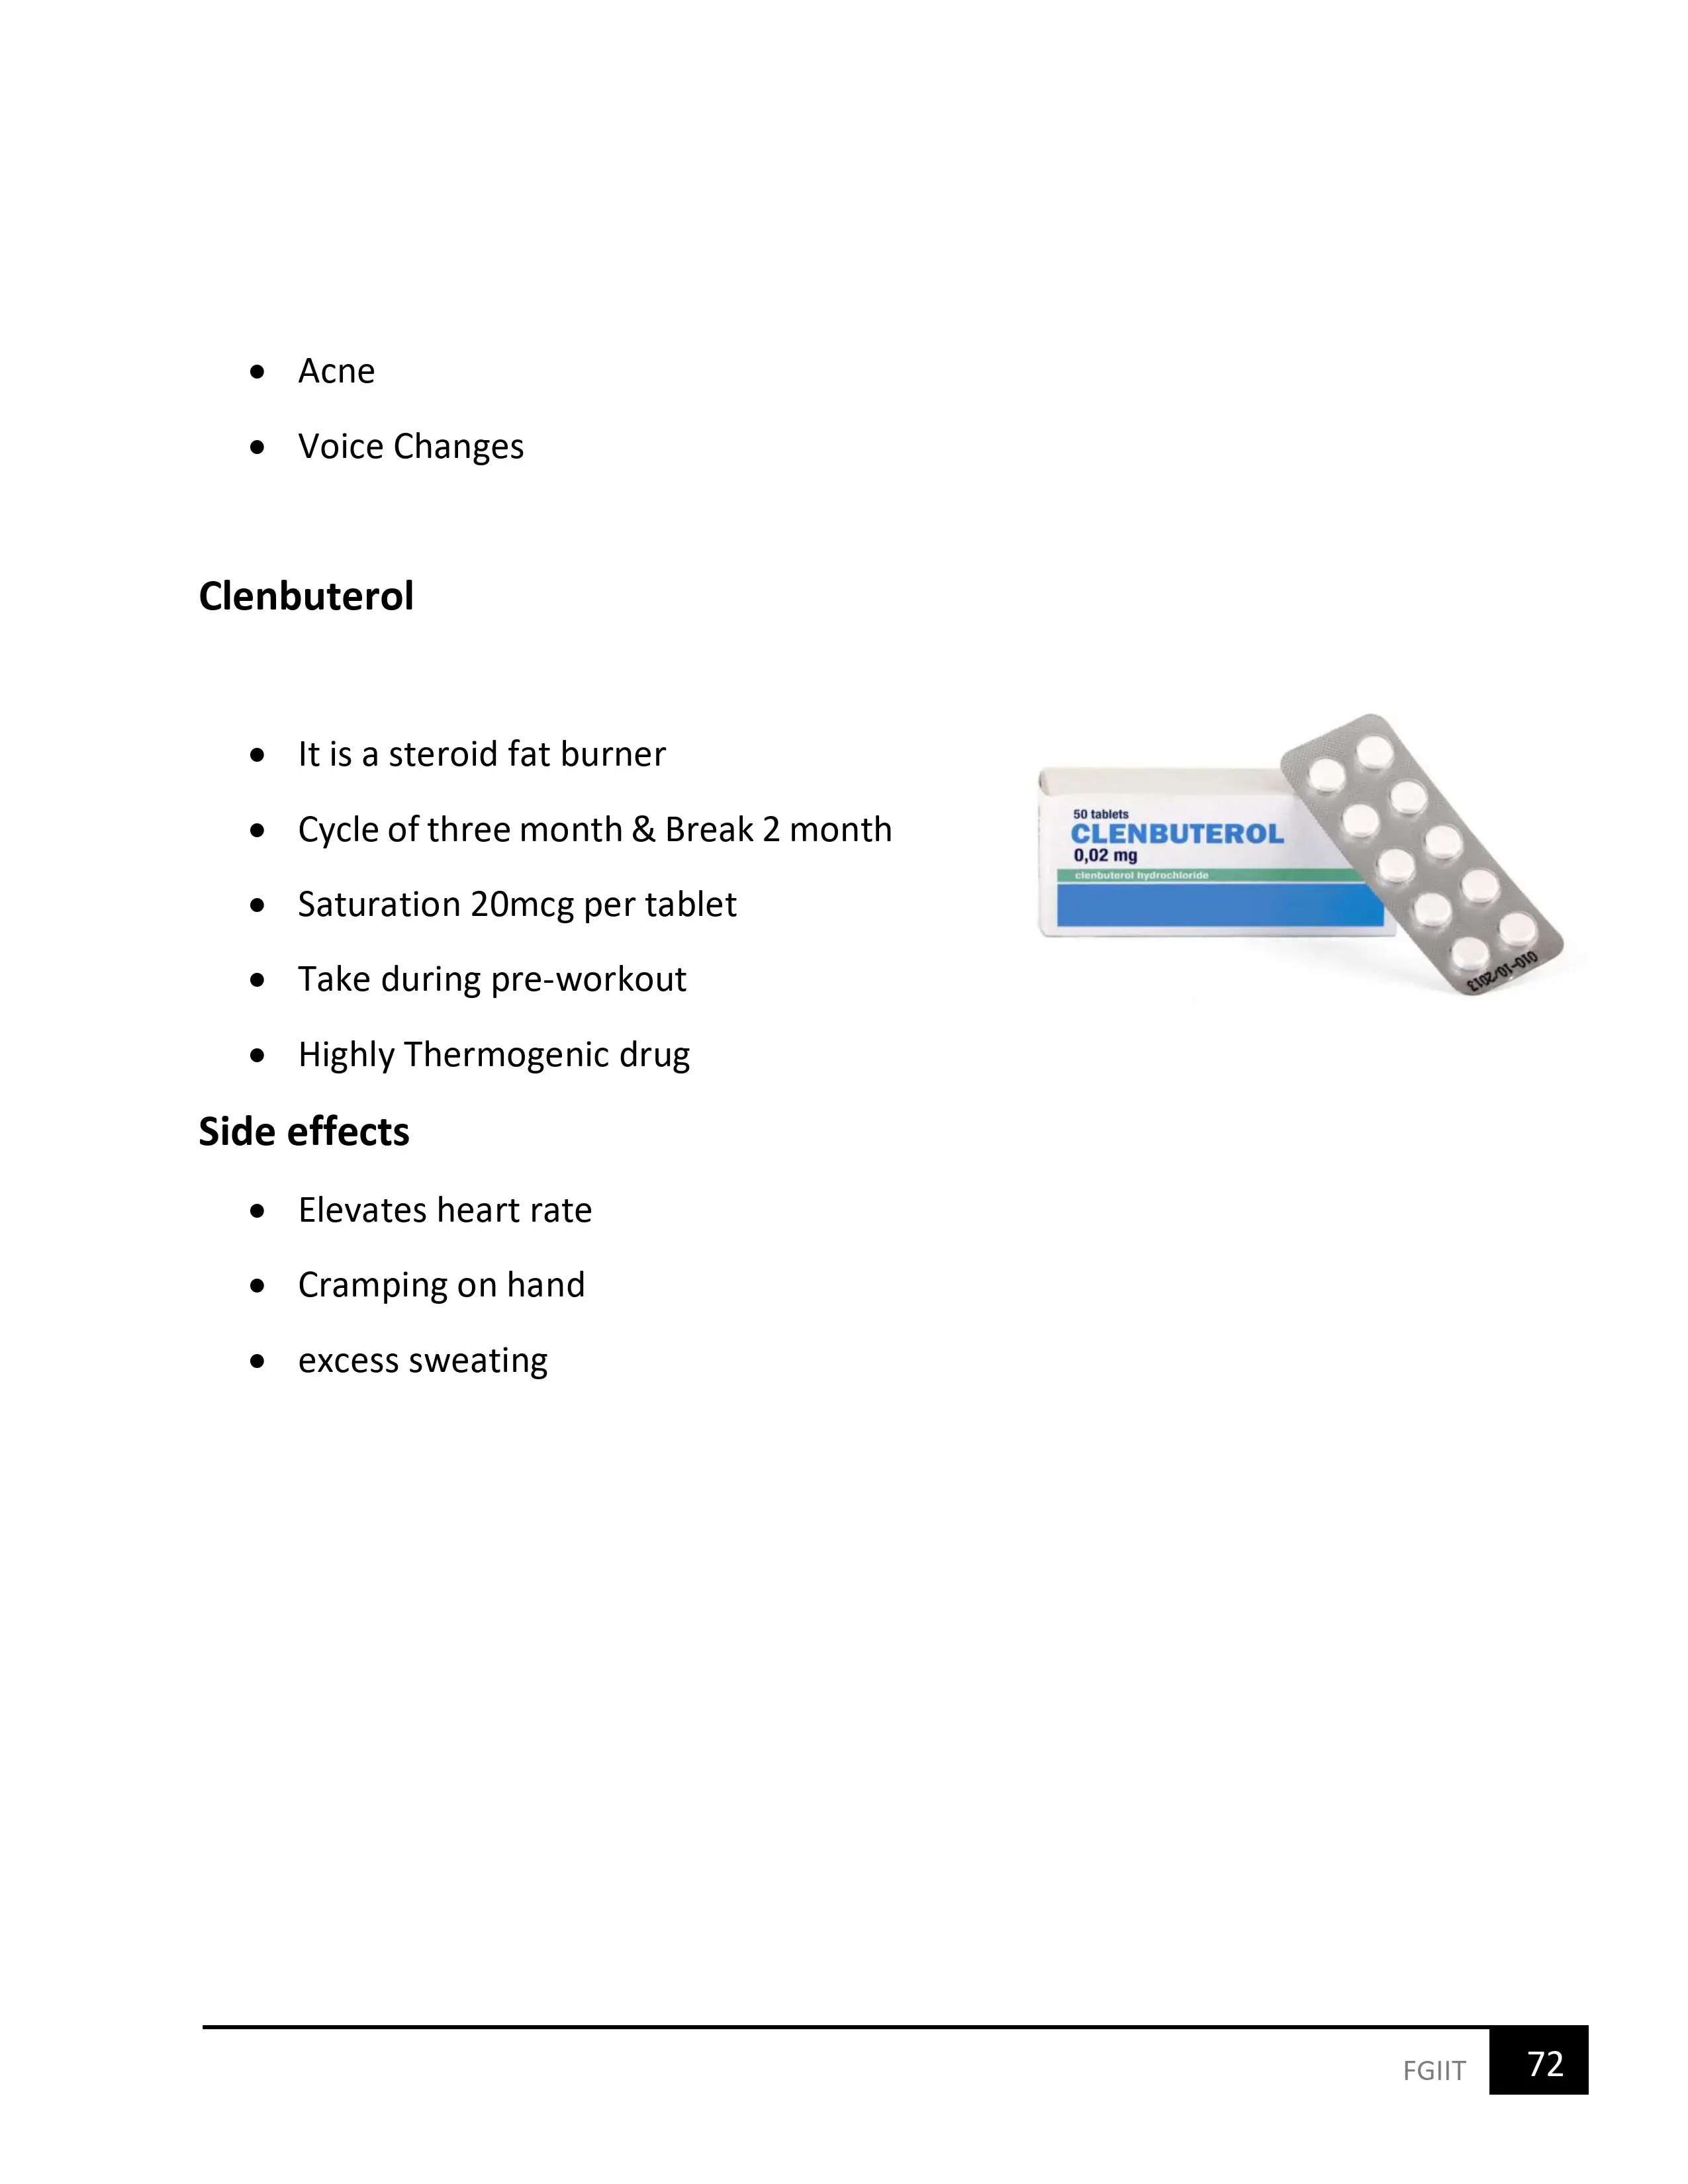 • Acne
• Voice Changes
Clenbuterol
• It is a steroid fat burner
• Cycle of three month & Break 2 month
• Saturation 20mcg per tablet
• Take during pre-workout
• Highly Thermogenic drug
50 tablets
CLENBUTEROL
0,02 mg
clenbuterol hydrochloride
010-10/2013
Side effects
• Elevates heart rate
• Cramping on hand
• excess sweating
FGIIT 72